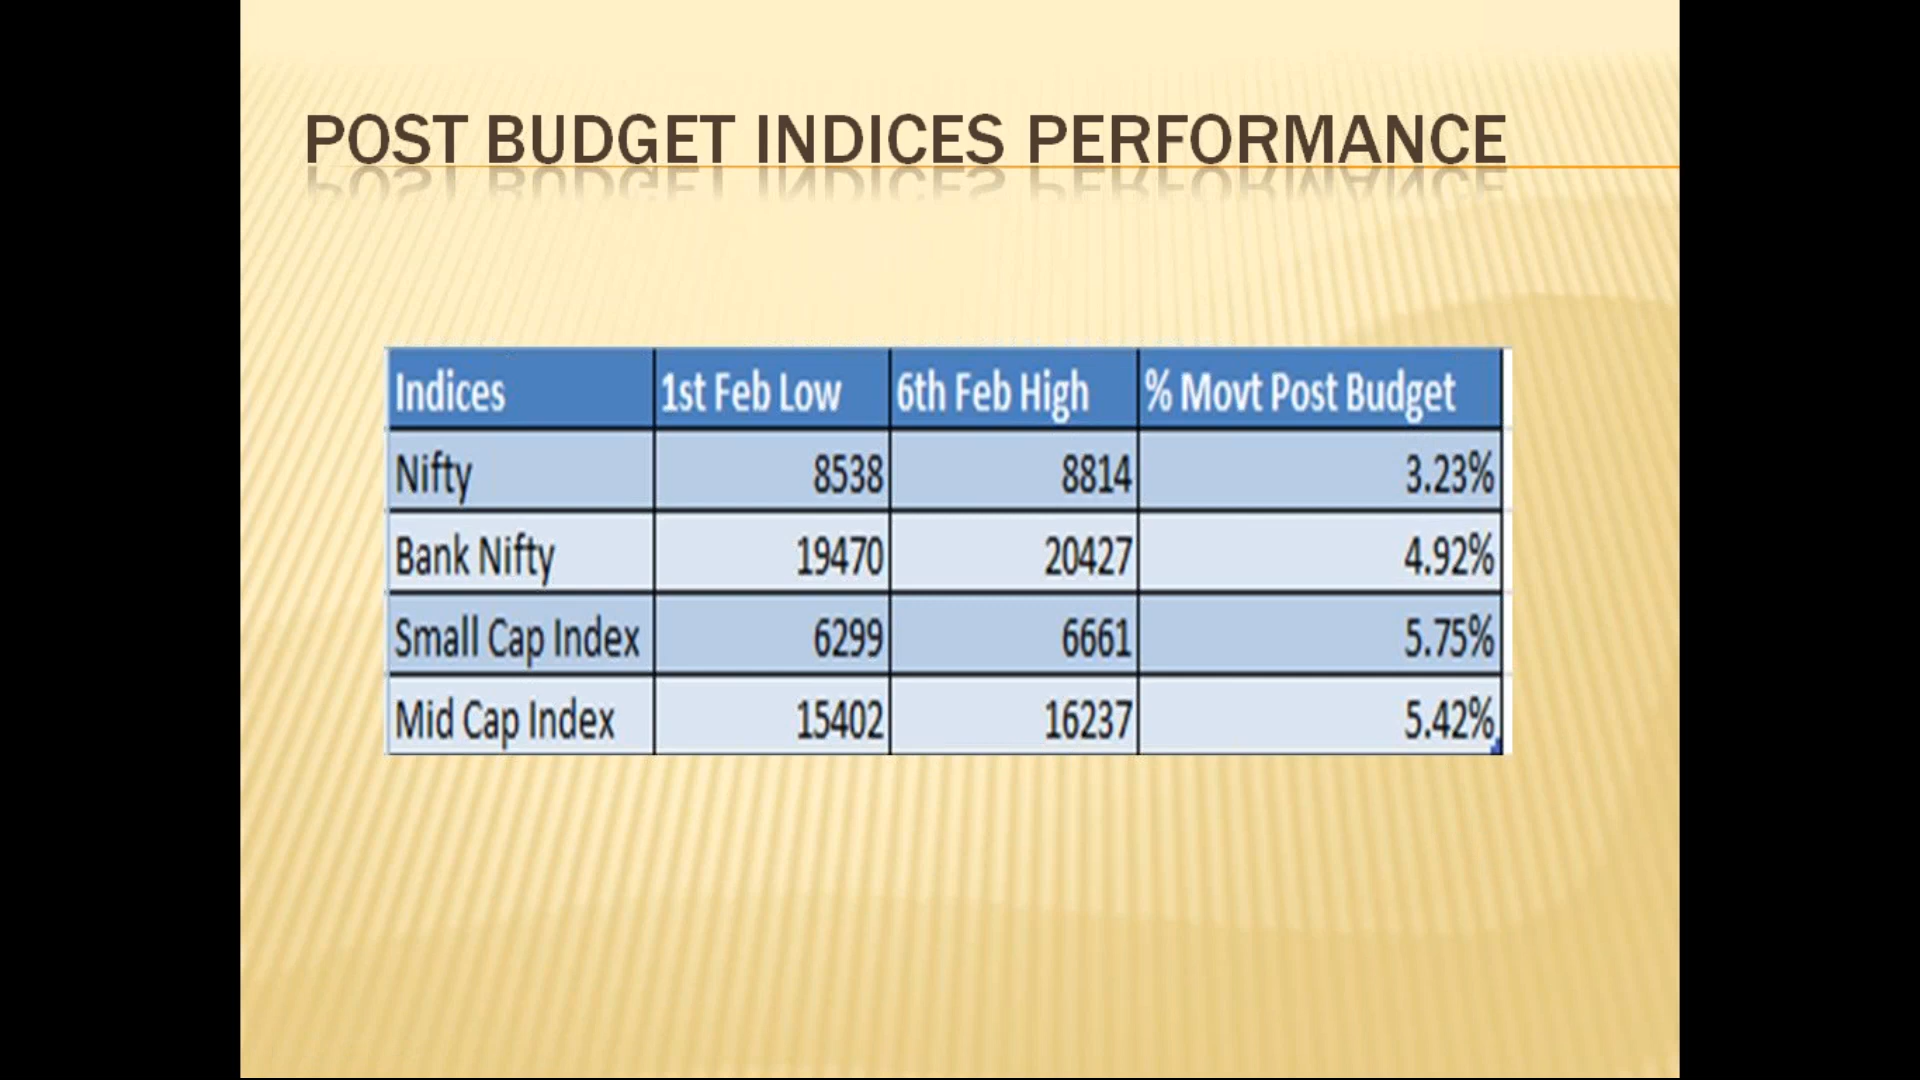 POST BUDGET INDICES PERFORMANCE
Indices 1st Feb Low 6th Feb High % Movt Post Budget
Nifty 8538 8814 3.23%
Bank Nifty 19470 20427 4.92%
Small Cap Index 6299 6661 5.75%
Mid Cap Index 15402 16237 5.42%